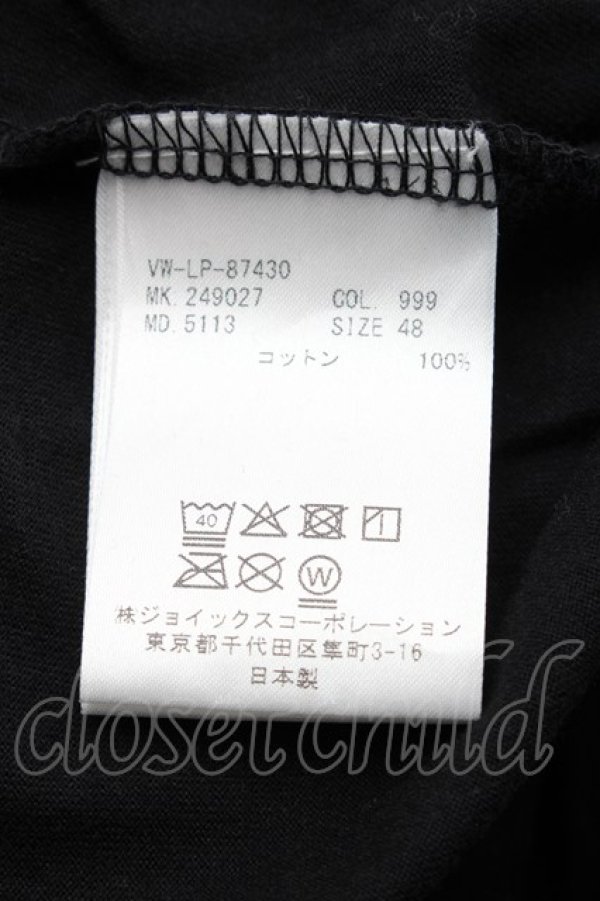 VW-LP-87430
MK. 249027 COL. 999
MD. 5113 SIZE 48
コットン 100%
40
W
株ジョイックスコーポレーション
東京都千代田区隼町3-16
日本製
closet child